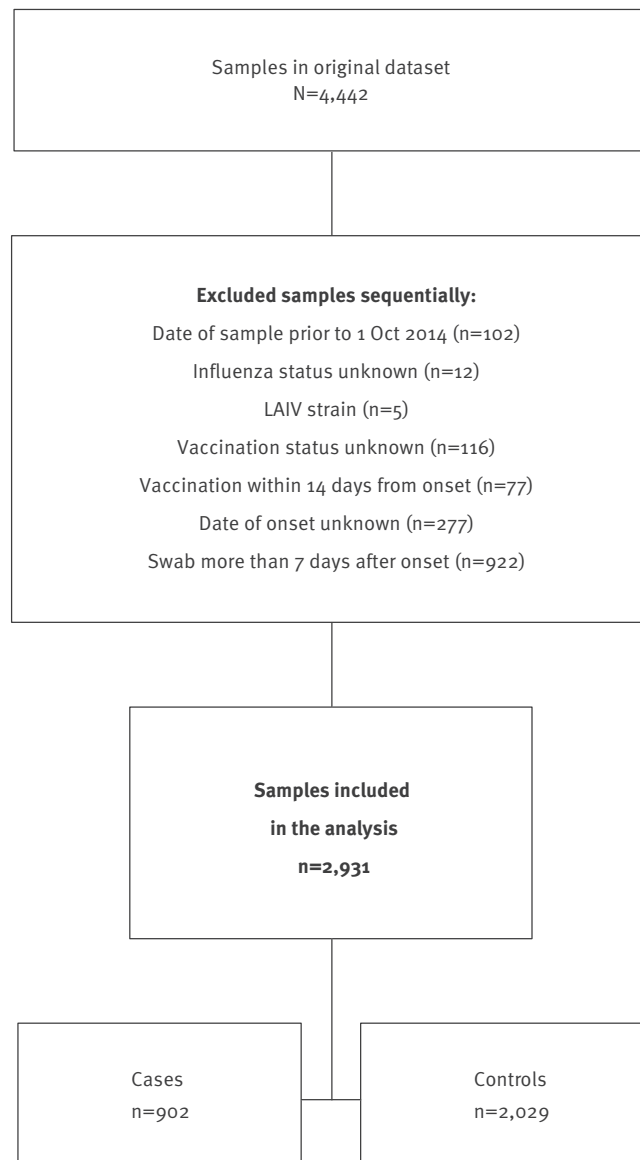 Samples in original dataset
N=4,442
Excluded samples sequentially:
Date of sample prior to 1 Oct 2014 (n=102)
Influenza status unknown (n=12)
LAIV strain (n=5)
Vaccination status unknown (n=116)
Vaccination within 14 days from onset (n=77)
Date of onset unknown (n=277)
Swab more than 7 days after onset (n=922)
Samples included
in the analysis
n=2,931
Cases
n=902
Controls
n=2,029